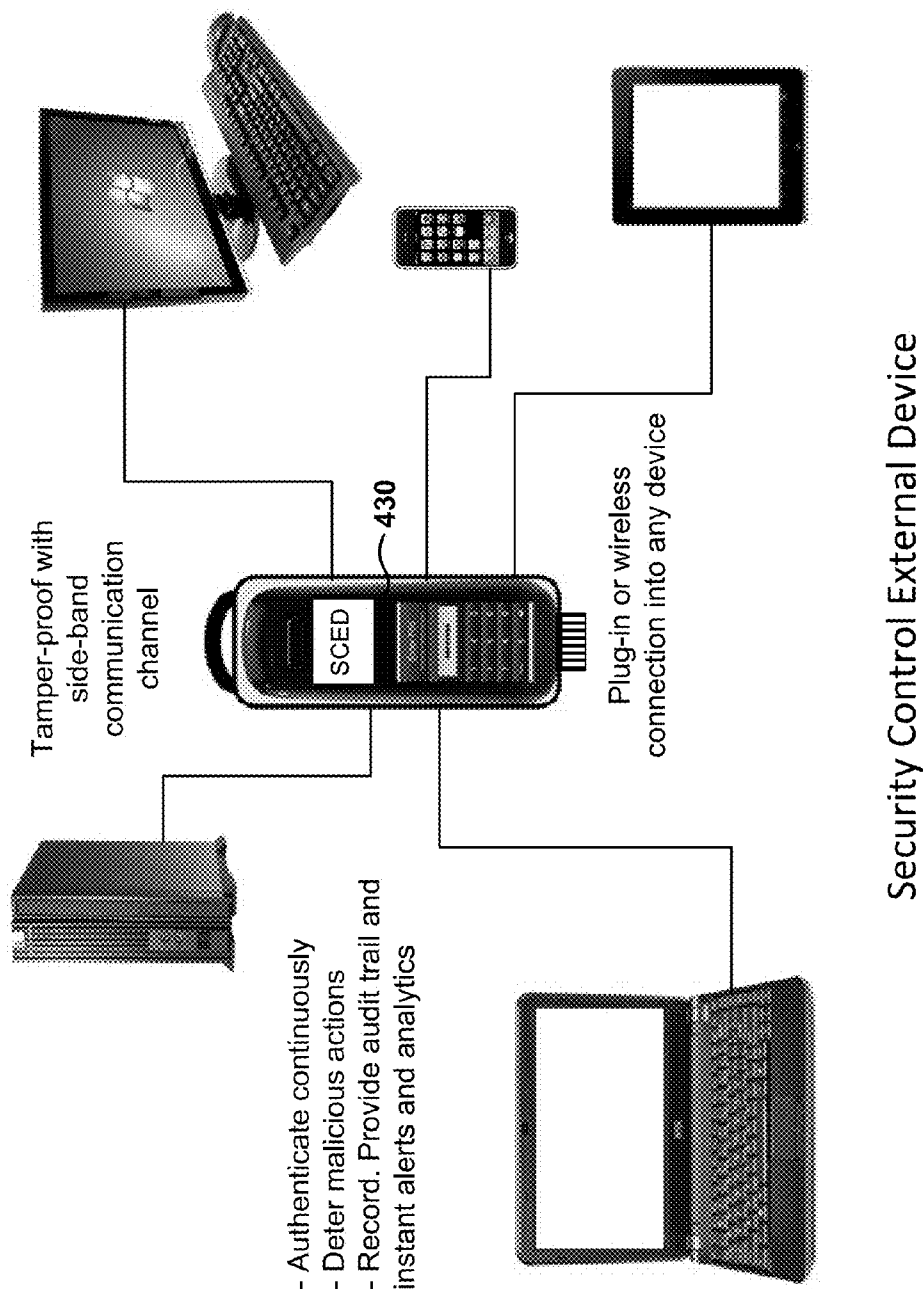 Tamper-proof with
side-band
communication
channel
- Authenticate continuously
- Deter malicious actions
- Record. Provide audit trail and
instant alerts and analytics
SCED
430
Plug-in or wireless
connection into any device
Security Control External Device